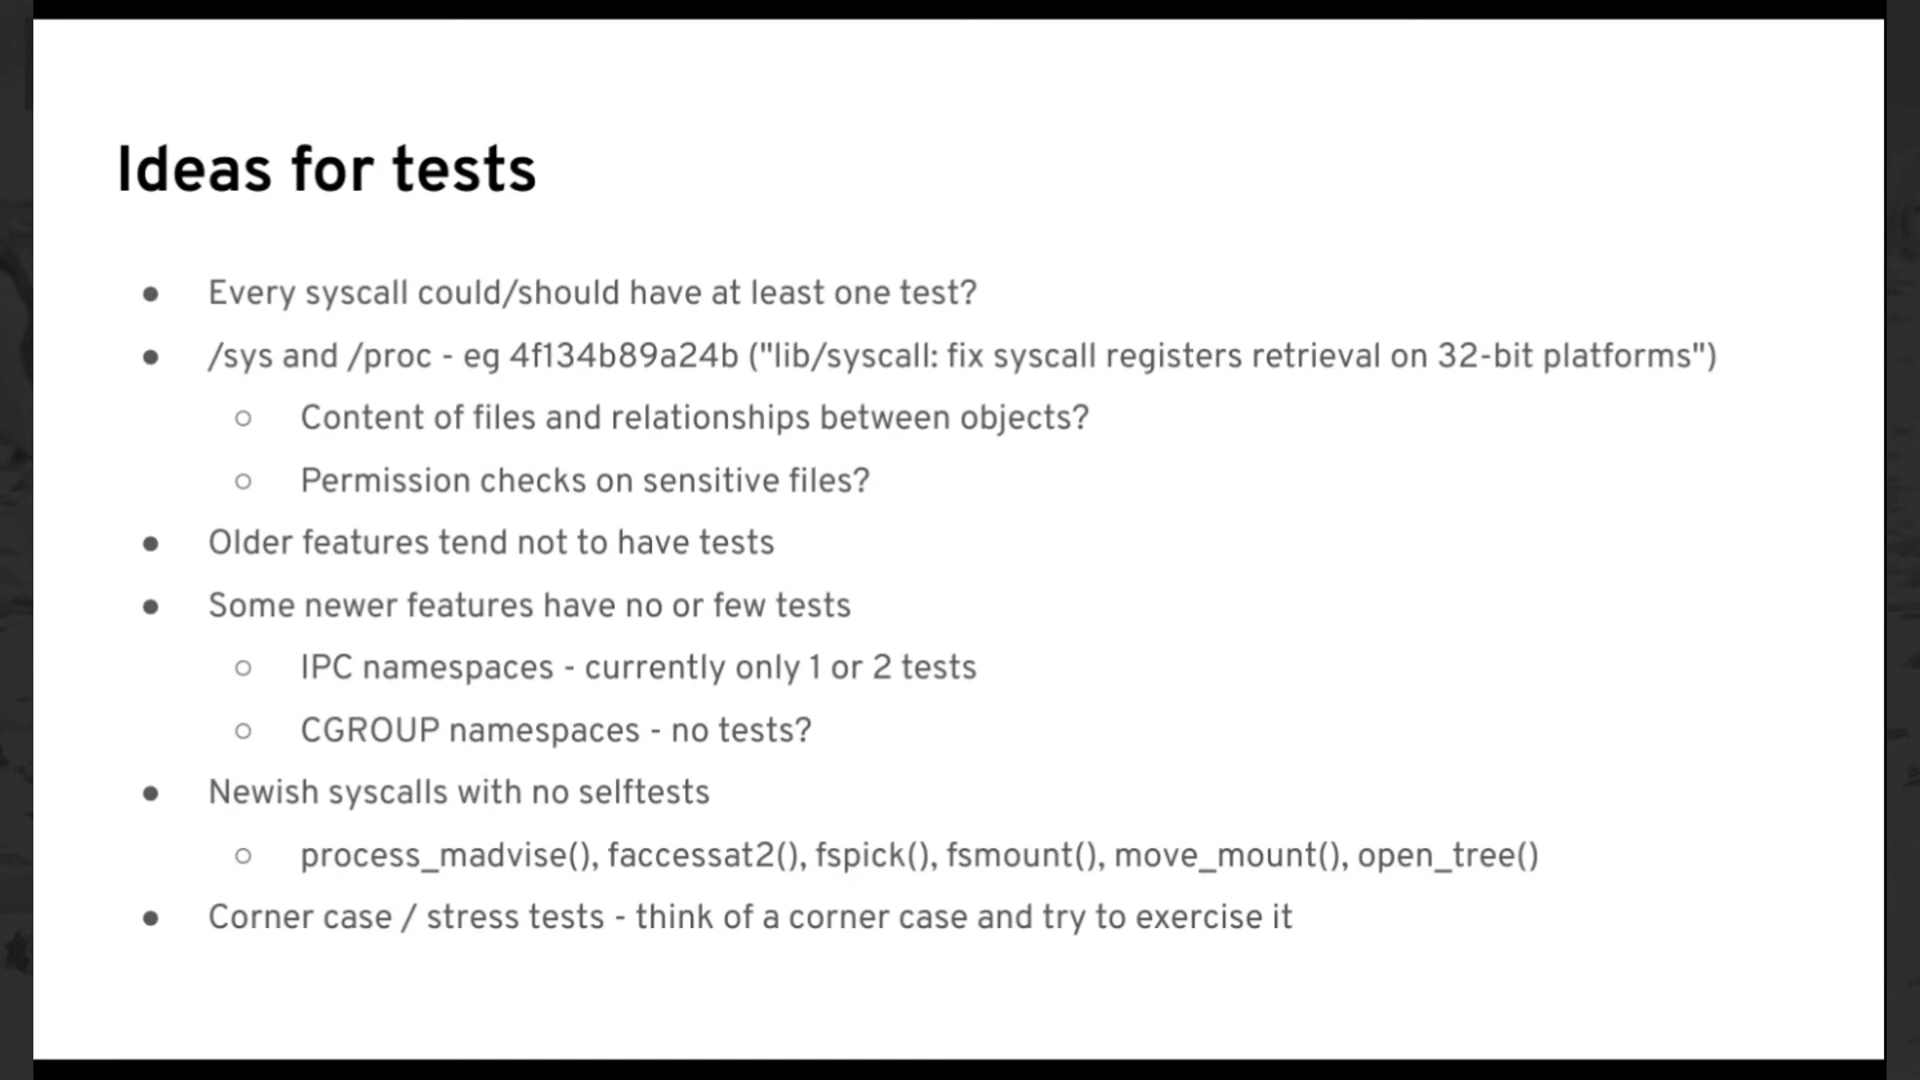 Ideas for tests
● Every syscall could/should have at least one test?
● /sys and /proc - eg 4f134b89a24b ("lib/syscall: fix syscall registers retrieval on 32-bit platforms")
○ Content of files and relationships between objects?
○ Permission checks on sensitive files?
● Older features tend not to have tests
● Some newer features have no or few tests
○ IPC namespaces - currently only 1 or 2 tests
○ CGROUP namespaces - no tests?
● Newish syscalls with no selftests
○ process_madvise(), faccessat2(), fspick(), fsmount(), move_mount(), open_tree()
● Corner case / stress tests - think of a corner case and try to exercise it